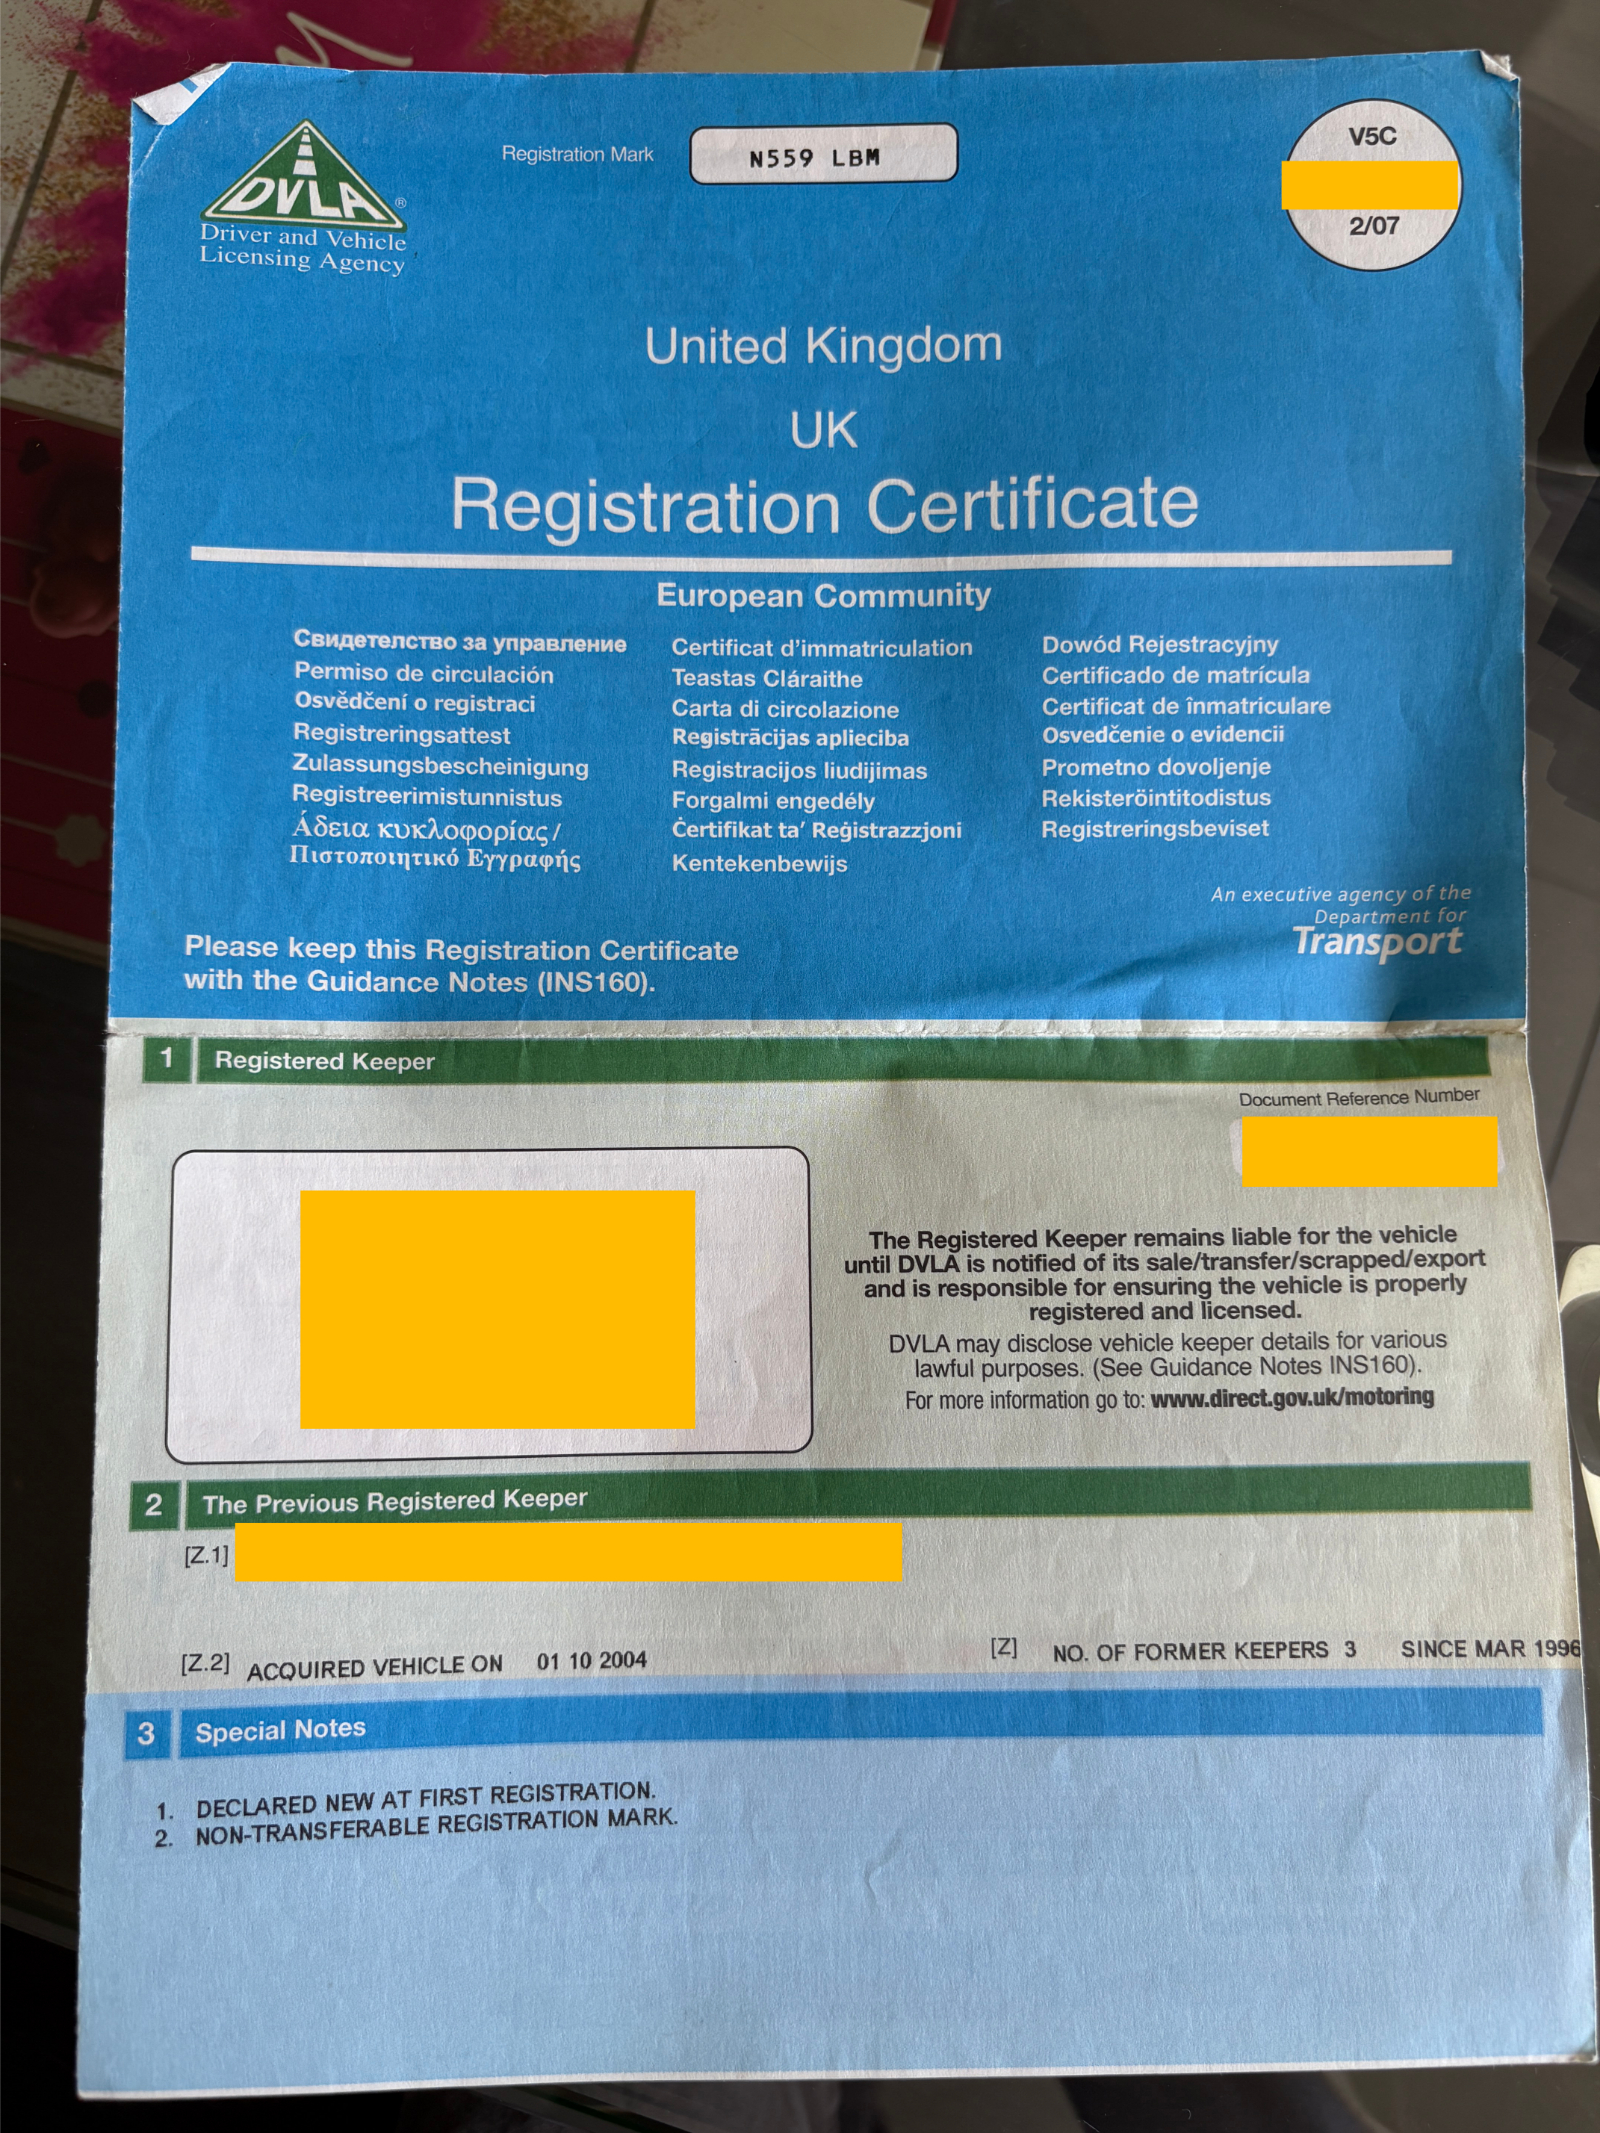 DVLA ®
Driver and Vehicle
Licensing Agency
Registration Mark
N559 LBM
V5C
2/07
United Kingdom
UK
Registration Certificate
European Community
Свидетелство за управление
Permiso de circulación
Osvědčení o registraci
Registreringsattest
Zulassungsbescheinigung
Registreerimistunnistus
Άδεια κυκλοφορίας/
Πιστοποιητικό Εγγραφής
Certificat d'immatriculation
Teastas Cláraithe
Carta di circolazione
Registrācijas apliecība
Registracijos liudijimas
Forgalmi engedély
Ċertifikat ta' Reġistrazzjoni
Kentekenbewijs
Dowód Rejestracyjny
Certificado de matrícula
Certificat de înmatriculare
Osvedčenie o evidencii
Prometno dovoljenje
Rekisteröintitodistus
Registreringsbeviset
An executive agency of the
Department for
Transport
Please keep this Registration Certificate
with the Guidance Notes (INS160).
1 Registered Keeper
Document Reference Number
The Registered Keeper remains liable for the vehicle
until DVLA is notified of its sale/transfer/scrapped/export
and is responsible for ensuring the vehicle is properly
registered and licensed.
DVLA may disclose vehicle keeper details for various
lawful purposes. (See Guidance Notes INS160).
For more information go to: www.direct.gov.uk/motoring
2 The Previous Registered Keeper
[Z.1]
[Z.2] ACQUIRED VEHICLE ON 01 10 2004
[Z] NO. OF FORMER KEEPERS 3 SINCE MAR 1996
3 Special Notes
1. DECLARED NEW AT FIRST REGISTRATION.
2. NON-TRANSFERABLE REGISTRATION MARK.